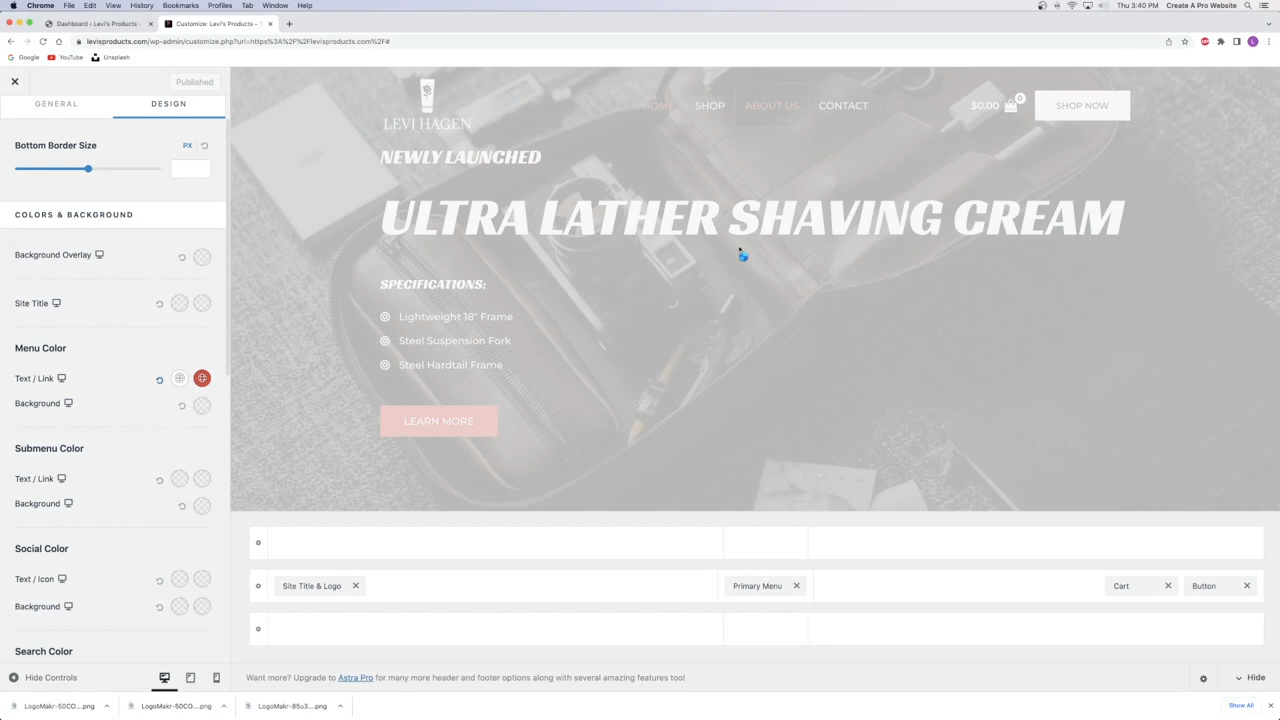 Chrome File Edit View History Bookmarks Profiles Tab Window Help Thu 3:40 PM Create A Pro Website
Dashboard ‹ Levi's Products - Customize: Levi's Products – T
levisproducts.com/wp-admin/customize.php?url=https%3A%2F%2Flevisproducts.com%2F#
Google YouTube Unsplash
Published
GENERAL DESIGN
HOME SHOP ABOUT US CONTACT $0.00 0 SHOP NOW
LEVI HAGEN
Bottom Border Size PX
NEWLY LAUNCHED
COLORS & BACKGROUND
ULTRA LATHER SHAVING CREAM
Background Overlay
SPECIFICATIONS:
Site Title
Lightweight 18" Frame
Steel Suspension Fork
Menu Color
Steel Hardtail Frame
Text / Link
Background
LEARN MORE
Submenu Color
Text / Link
Background
Social Color
Text / Icon
Site Title & Logo Primary Menu Cart Button
Background
Search Color
Hide Controls
Want more? Upgrade to Astra Pro for many more header and footer options along with several amazing features too! Hide
LogoMakr-50CO....png LogoMakr-50CO....png LogoMakr-85u3....png Show All